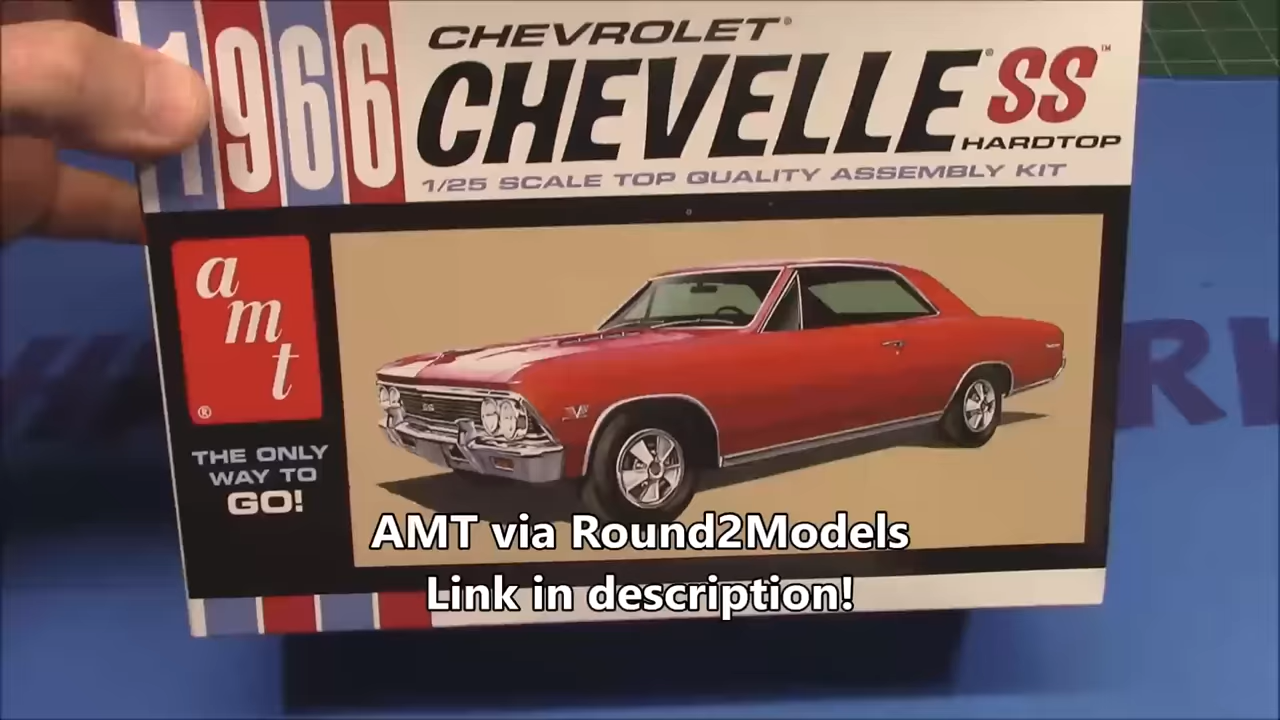 1966
CHEVROLET®
CHEVELLE® SS™
HARDTOP
1/25 SCALE TOP QUALITY ASSEMBLY KIT
amt®
THE ONLY
WAY TO
GO!
SS
AMT via Round2Models
Link in description!